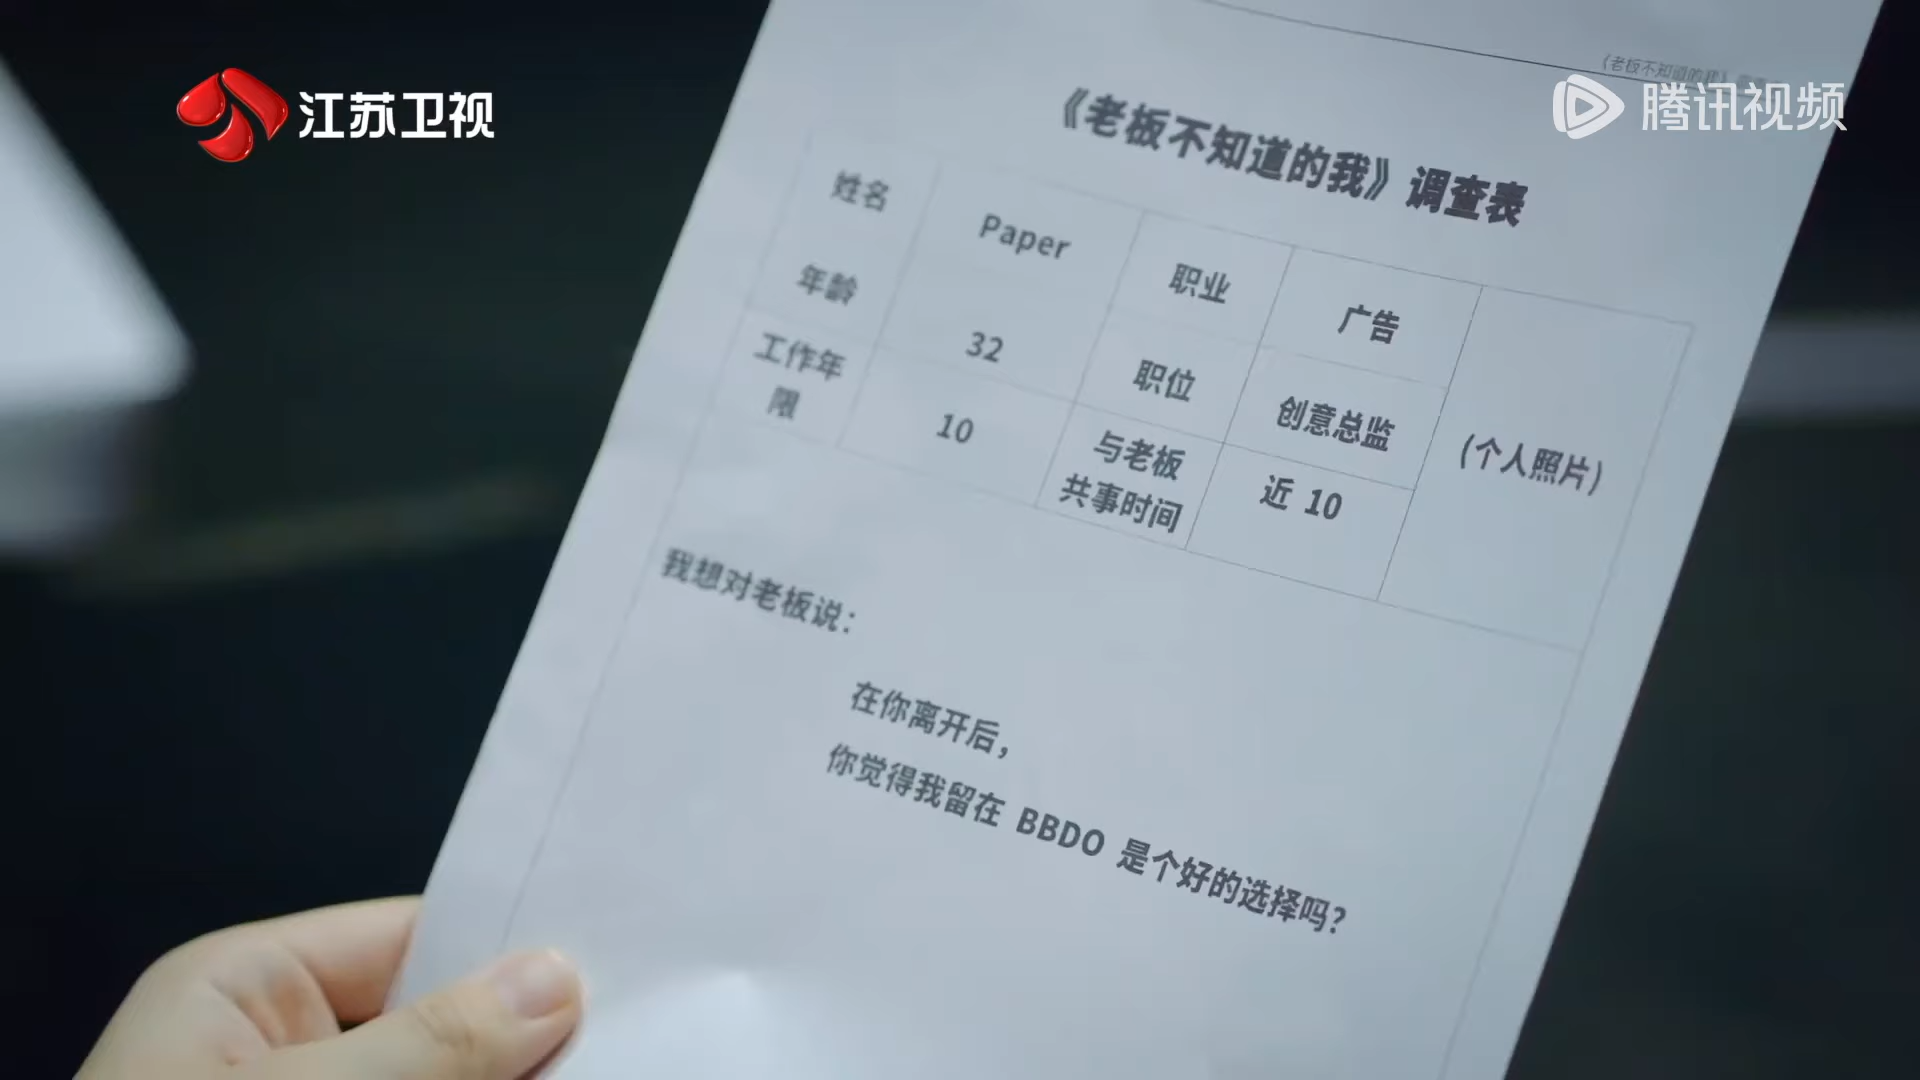 江苏卫视
腾讯视频
《老板不知道的我》调查表
姓名 Paper 职业 广告
年龄 32 职位 创意总监 (个人照片)
工作年限 10 与老板共事时间 近 10
我想对老板说：
在你离开后，
你觉得我留在 BBDO 是个好的选择吗？